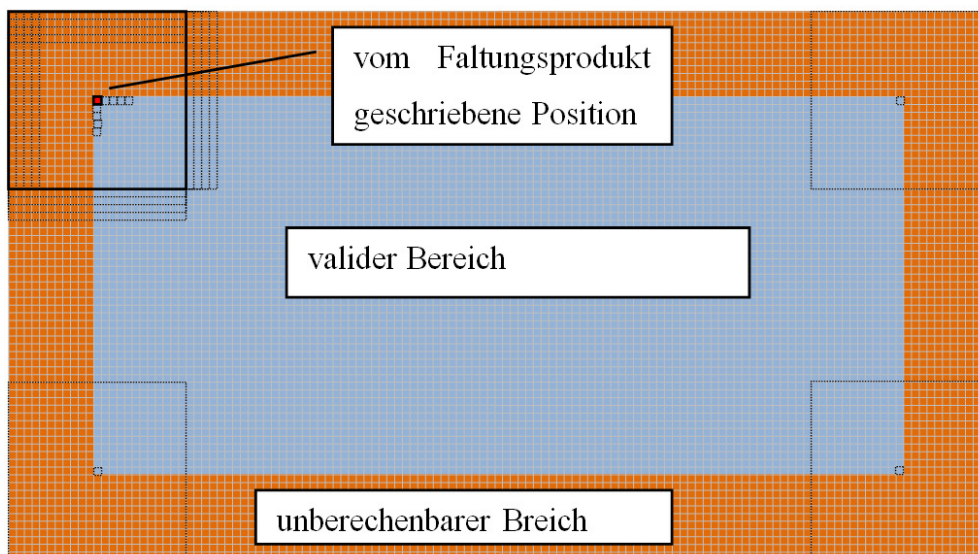 vom Faltungsprodukt
geschriebene Position
valider Bereich
unberechenbarer Breich